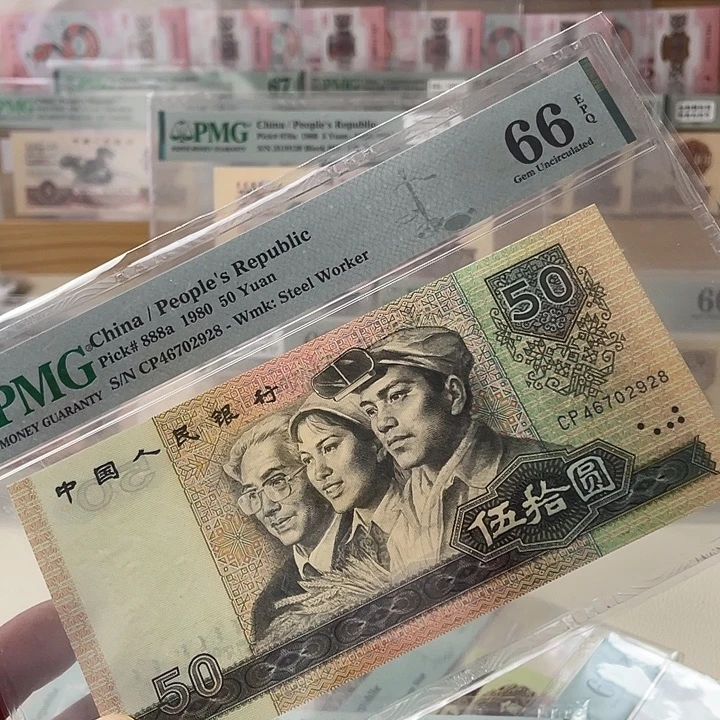 PMG
China / People's Republic
67
66
EPQ
Gem Uncirculated
PMG
MONEY GUARANTY
China / People's Republic
Pick# 888a 1980 50 Yuan
S/N CP46702928 - Wmk: Steel Worker
中国人民银行
50
CP46702928
伍拾圆
50